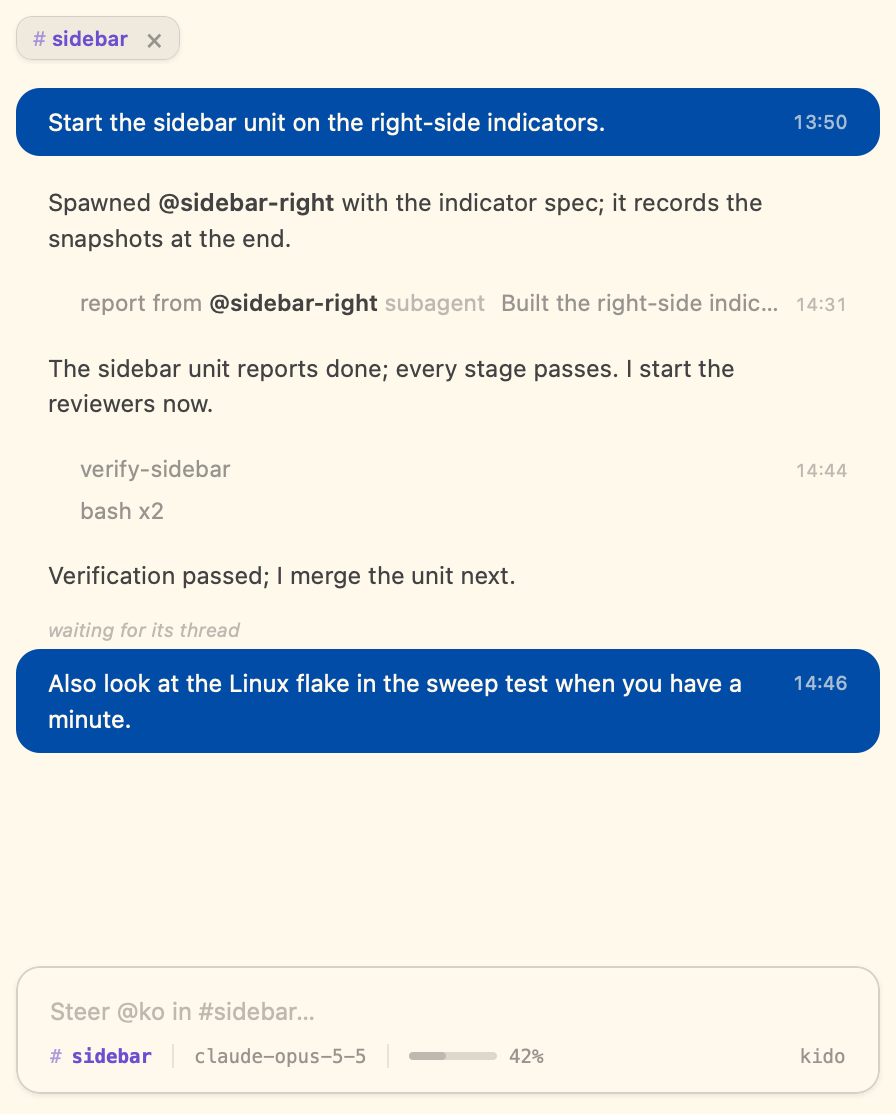 # sidebar ×
Start the sidebar unit on the right-side indicators. 13:50
Spawned @sidebar-right with the indicator spec; it records the
snapshots at the end.
report from @sidebar-right subagent Built the right-side indic... 14:31
The sidebar unit reports done; every stage passes. I start the
reviewers now.
verify-sidebar 14:44
bash x2
Verification passed; I merge the unit next.
waiting for its thread
Also look at the Linux flake in the sweep test when you have a 14:46
minute.
Steer @ko in #sidebar...
# sidebar claude-opus-5-5 42% kido